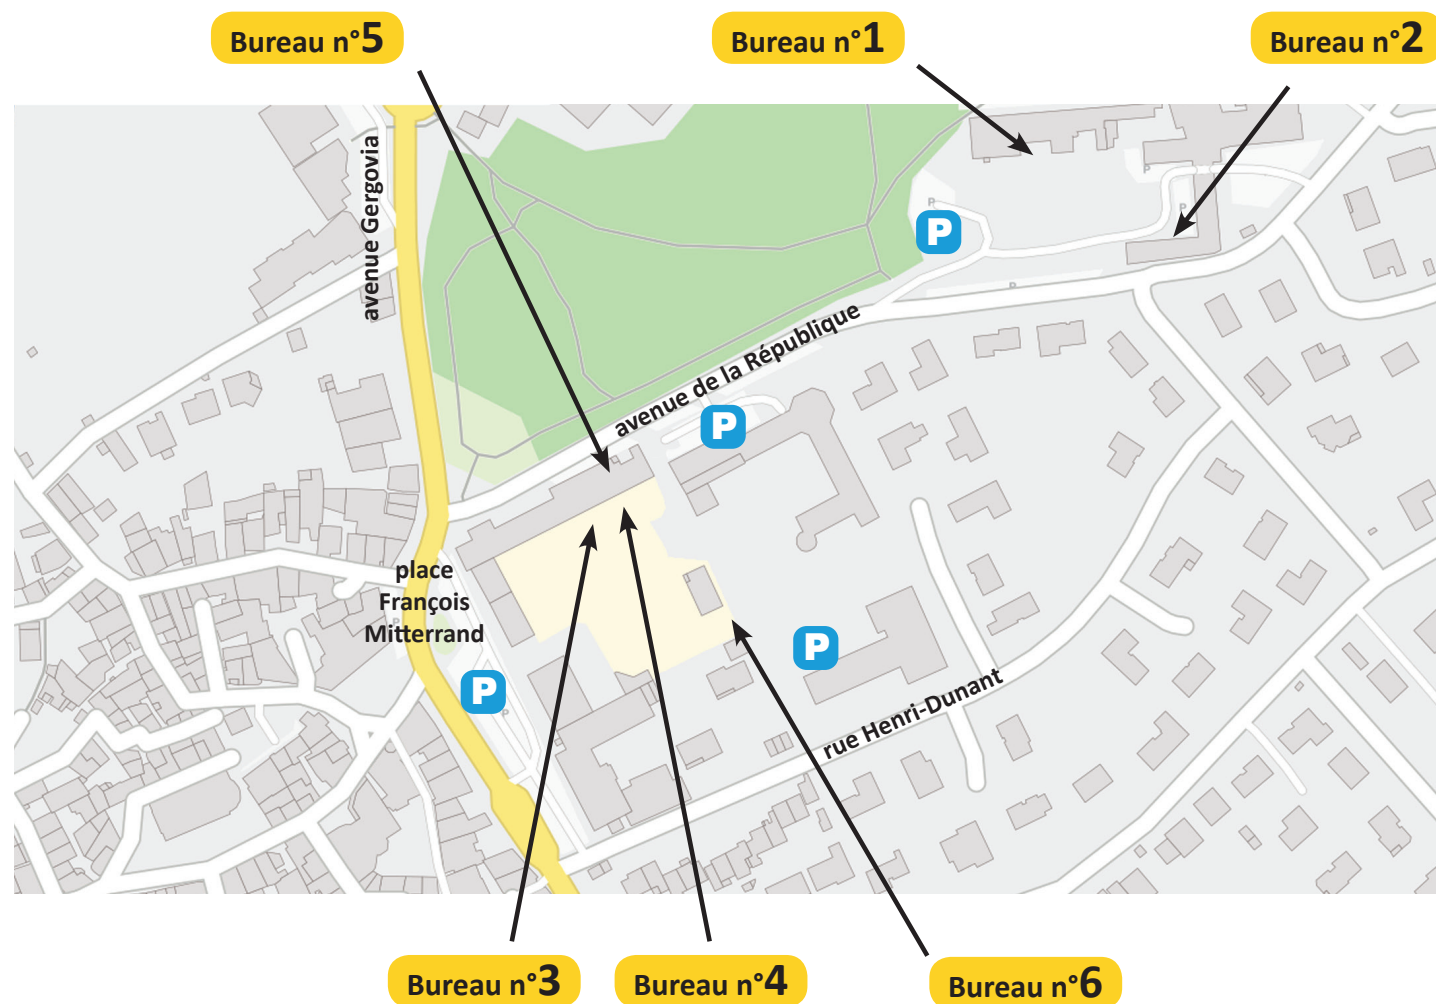 Bureau n°5
Bureau n°1
Bureau n°2
avenue Gergovia
P
P
P
P
avenue de la République
P
P
place
François
Mitterrand
P
P
P
P
rue Henri-Dunant
Bureau n°3
Bureau n°4
Bureau n°6